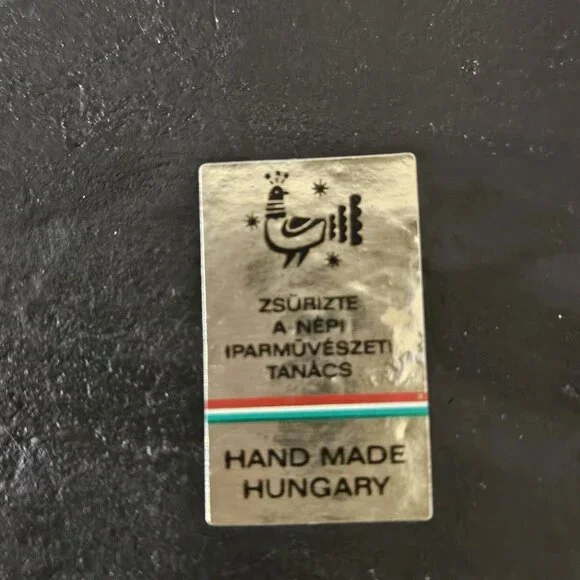 ZSŰRIZTE
A NÉPI
IPARMŰVÉSZETI
TANÁCS
HAND MADE
HUNGARY